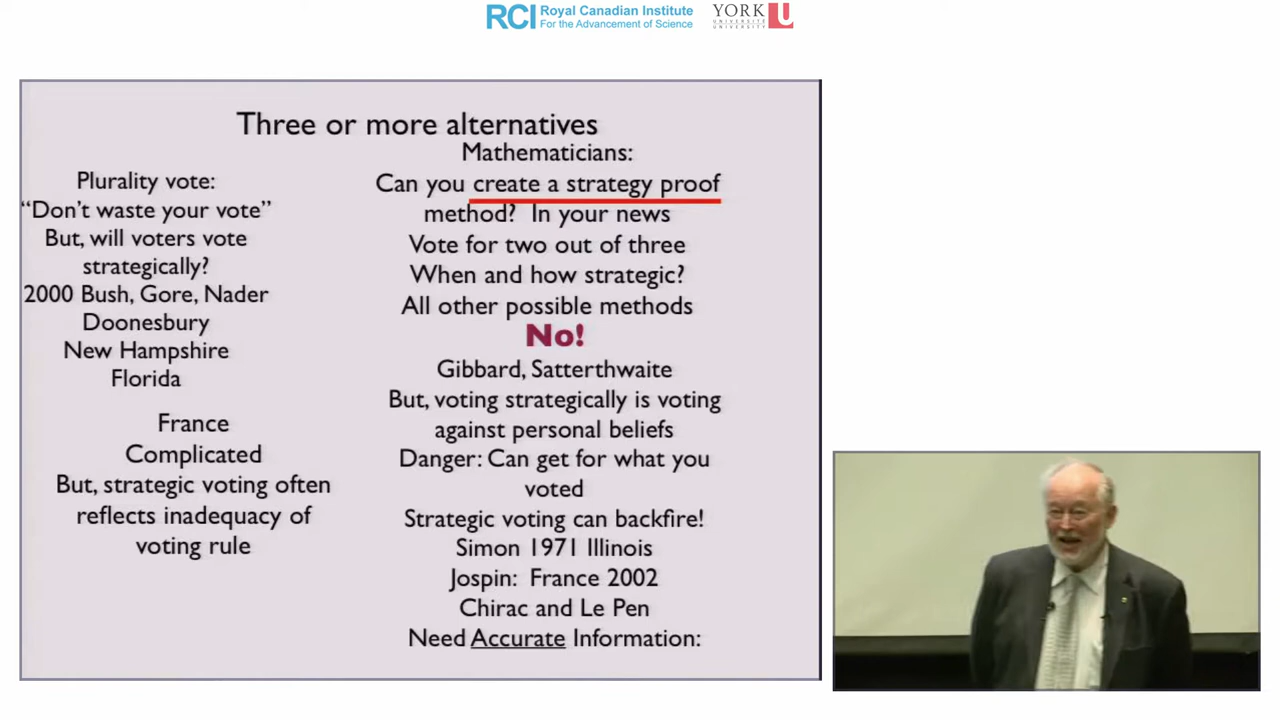 RCI Royal Canadian Institute
For the Advancement of Science
YORK U
UNIVERSITÉ
UNIVERSITY
Three or more alternatives
Plurality vote:
“Don’t waste your vote”
But, will voters vote
strategically?
2000 Bush, Gore, Nader
Doonesbury
New Hampshire
Florida
France
Complicated
But, strategic voting often
reflects inadequacy of
voting rule
Mathematicians:
Can you create a strategy proof
method? In your news
Vote for two out of three
When and how strategic?
All other possible methods
No!
Gibbard, Satterthwaite
But, voting strategically is voting
against personal beliefs
Danger: Can get for what you
voted
Strategic voting can backfire!
Simon 1971 Illinois
Jospin: France 2002
Chirac and Le Pen
Need Accurate Information: